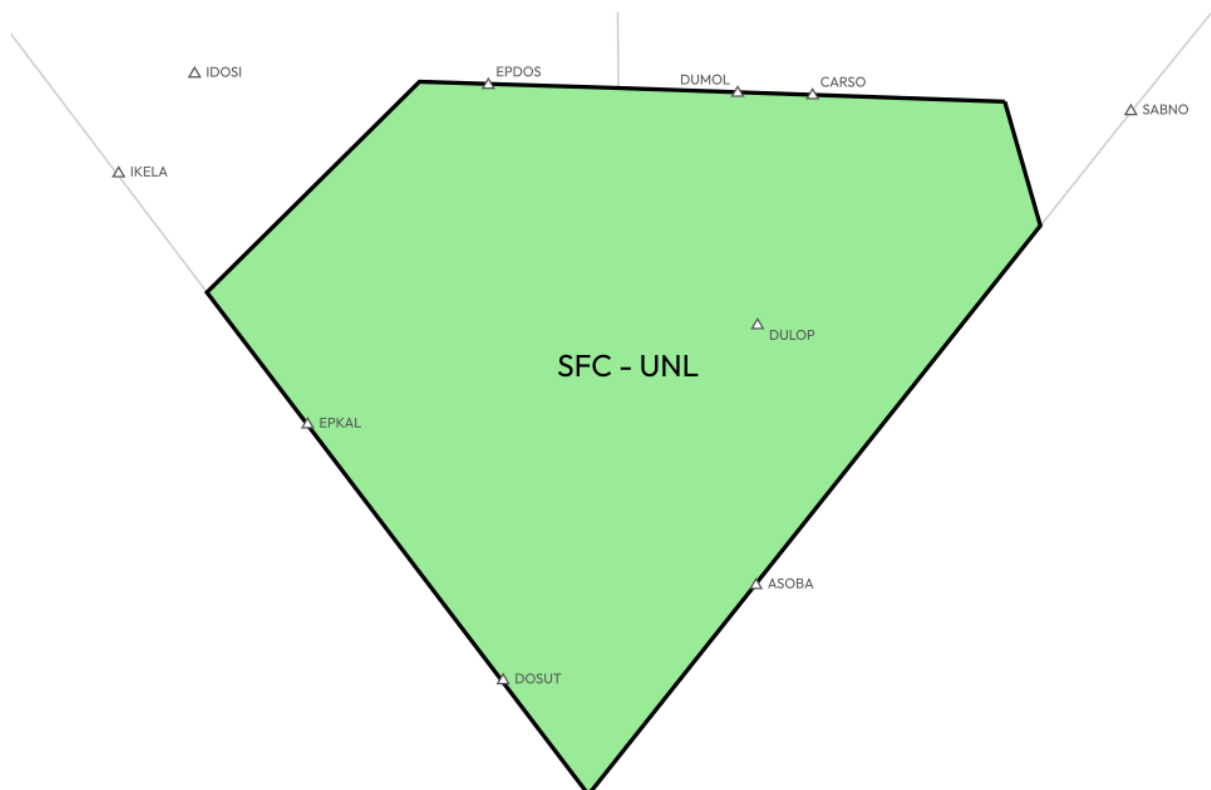 IDOSI
EPDOS
DUMOL
CARSO
SABNO
IKELA
DULOP
SFC - UNL
EPKAL
ASOBA
DOSUT